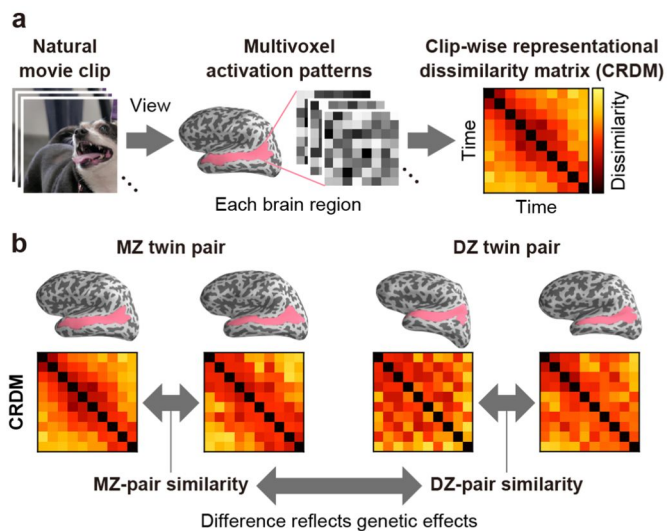 a
Natural
movie clip
View
Multivoxel
activation patterns
Each brain region
Clip-wise representational
dissimilarity matrix (CRDM)
Time
Time
Dissimilarity
b
MZ twin pair
DZ twin pair
CRDM
MZ-pair similarity
DZ-pair similarity
Difference reflects genetic effects